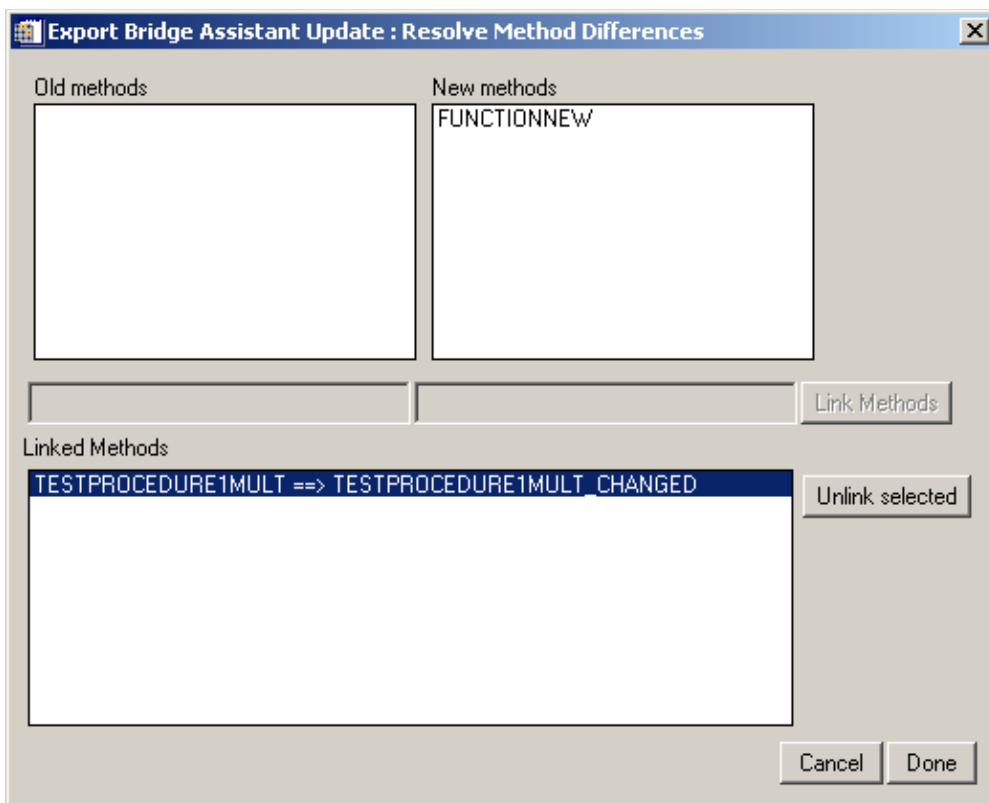 Export Bridge Assistant Update : Resolve Method Differences
Old methods
New methods
FUNCTIONNEW
Link Methods
Linked Methods
TESTPROCEDURE1MULT ==> TESTPROCEDURE1MULT_CHANGED
Unlink selected
Cancel
Done